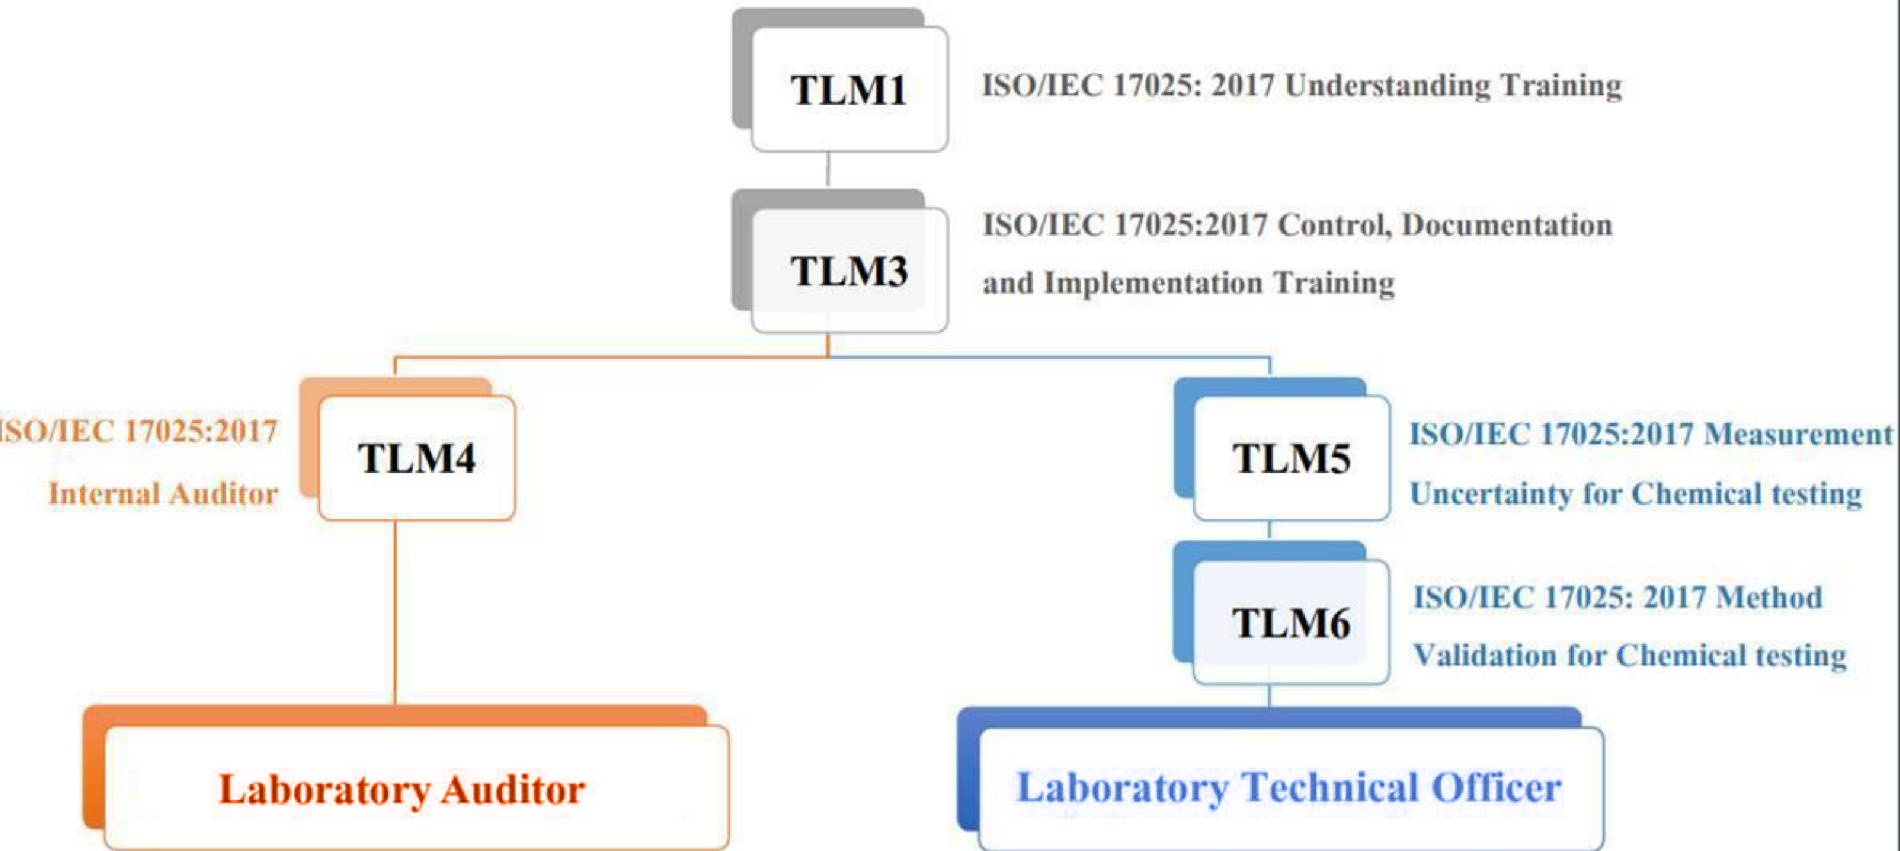 TLM1
ISO/IEC 17025: 2017 Understanding Training
TLM3
ISO/IEC 17025:2017 Control, Documentation
and Implementation Training
ISO/IEC 17025:2017
Internal Auditor
TLM4
TLM5
ISO/IEC 17025:2017 Measurement
Uncertainty for Chemical testing
TLM6
ISO/IEC 17025: 2017 Method
Validation for Chemical testing
Laboratory Auditor
Laboratory Technical Officer